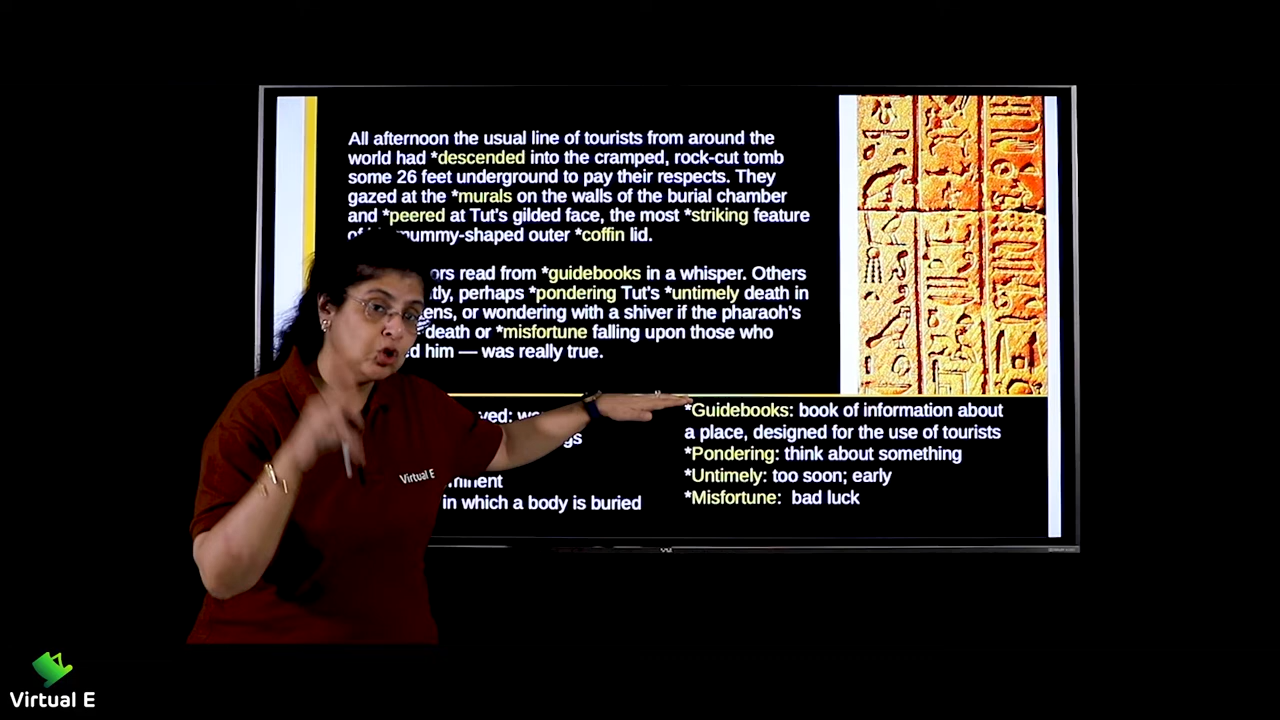 All afternoon the usual line of tourists from around the
world had *descended into the cramped, rock-cut tomb
some 26 feet underground to pay their respects. They
gazed at the *murals on the walls of the burial chamber
and *peered at Tut's gilded face, the most *striking feature
mummy-shaped outer *coffin lid.
read from *guidebooks in a whisper. Others
perhaps *pondering Tut's *untimely death in
or wondering with a shiver if the pharaoh's
death or *misfortune falling upon those who
him — was really true.
in which a body is buried
*Guidebooks: book of information about
a place, designed for the use of tourists
*Pondering: think about something
*Untimely: too soon; early
*Misfortune: bad luck
Virtual E
Virtual E